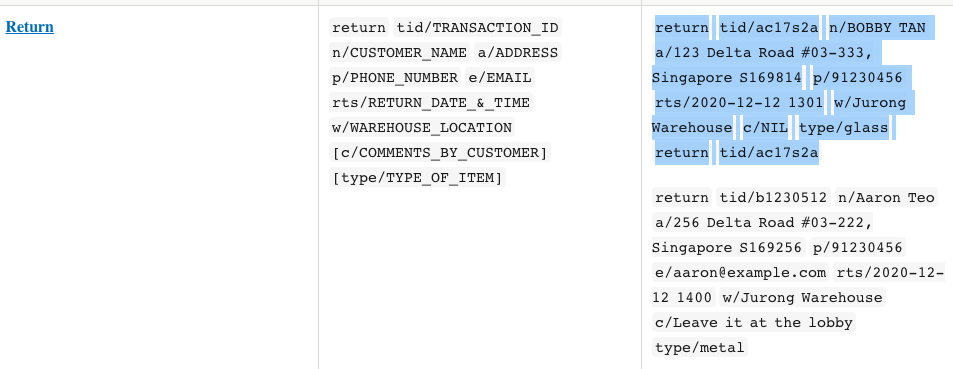 Return
return tid/TRANSACTION_ID
n/CUSTOMER_NAME a/ADDRESS
p/PHONE_NUMBER e/EMAIL
rts/RETURN_DATE_&_TIME
w/WAREHOUSE_LOCATION
[c/COMMENTS_BY_CUSTOMER]
[type/TYPE_OF_ITEM]
return tid/ac17s2a n/BOBBY TAN
a/123 Delta Road #03-333,
Singapore S169814 p/91230456
rts/2020-12-12 1301 w/Jurong
Warehouse c/NIL type/glass
return tid/ac17s2a
return tid/b1230512 n/Aaron Teo
a/256 Delta Road #03-222,
Singapore S169256 p/91230456
e/aaron@example.com rts/2020-12-
12 1400 w/Jurong Warehouse
c/Leave it at the lobby
type/metal